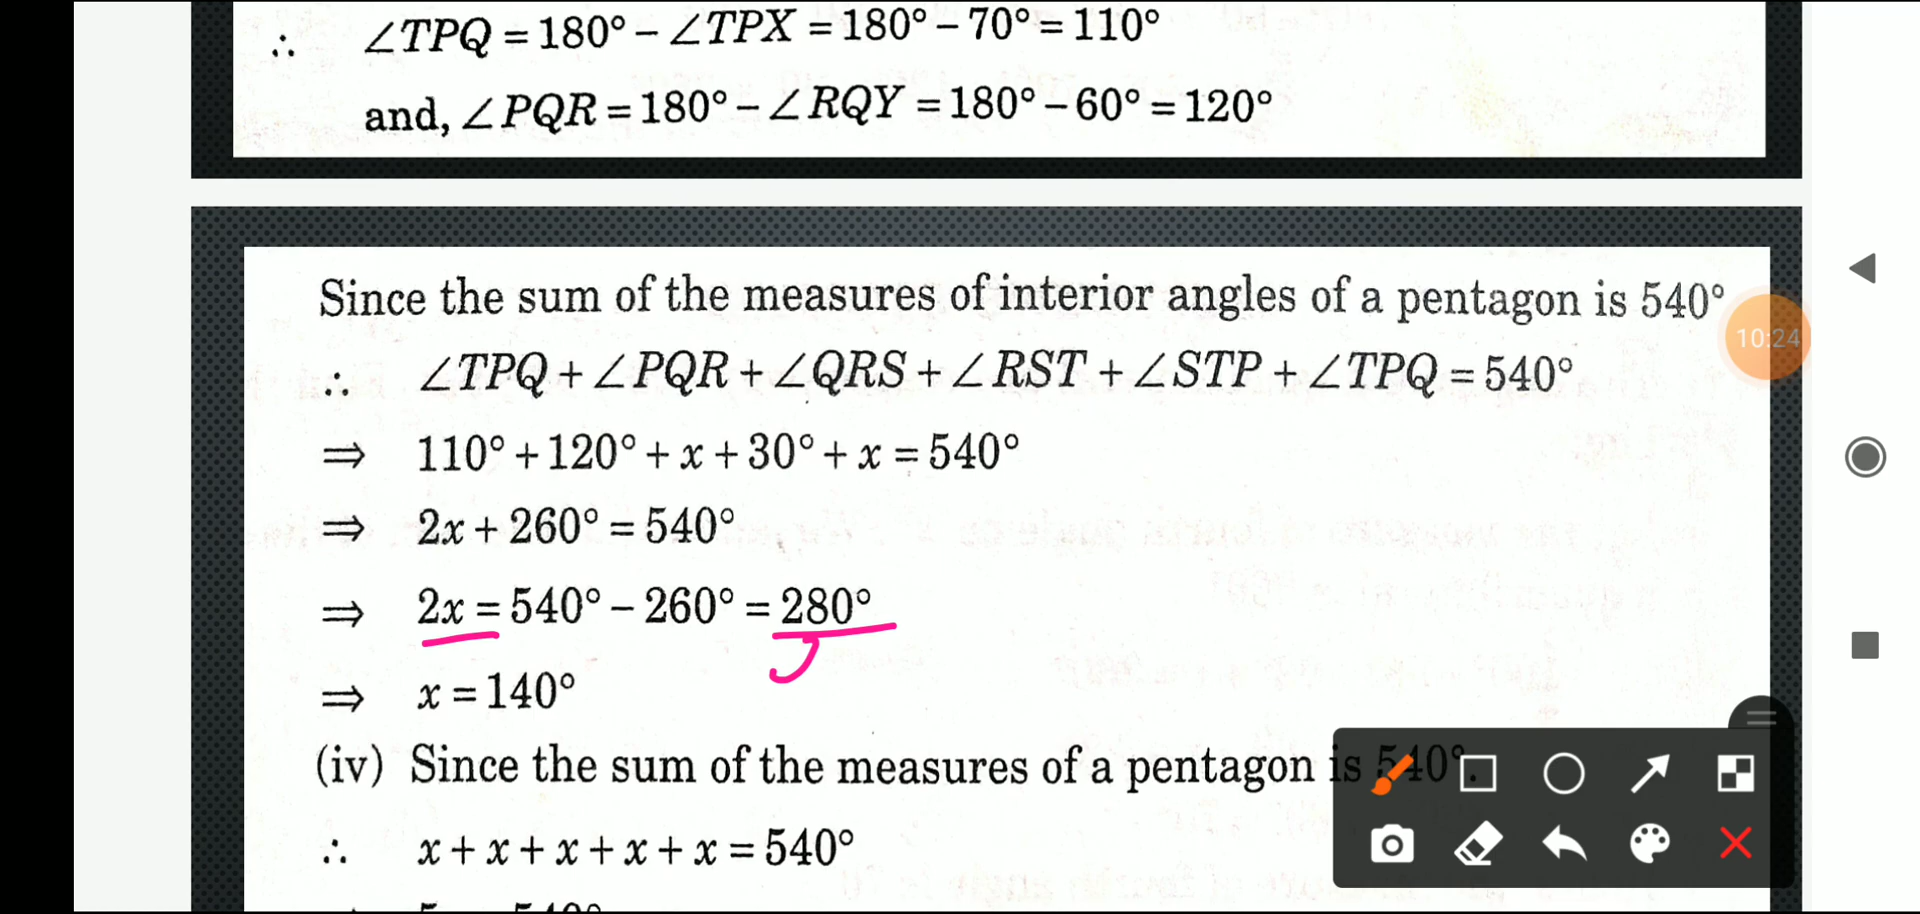 ∴ ∠TPQ = 180° – ∠TPX = 180° – 70° = 110°
and, ∠PQR = 180° – ∠RQY = 180° – 60° = 120°
Since the sum of the measures of interior angles of a pentagon is 540°
10:24
∴ ∠TPQ + ∠PQR + ∠QRS + ∠RST + ∠STP + ∠TPQ = 540°
⇒ 110° + 120° + x + 30° + x = 540°
⇒ 2x + 260° = 540°
⇒ 2x = 540° – 260° = 280°
⇒ x = 140°
(iv) Since the sum of the measures of a pentagon is 540°.
∴ x + x + x + x + x = 540°